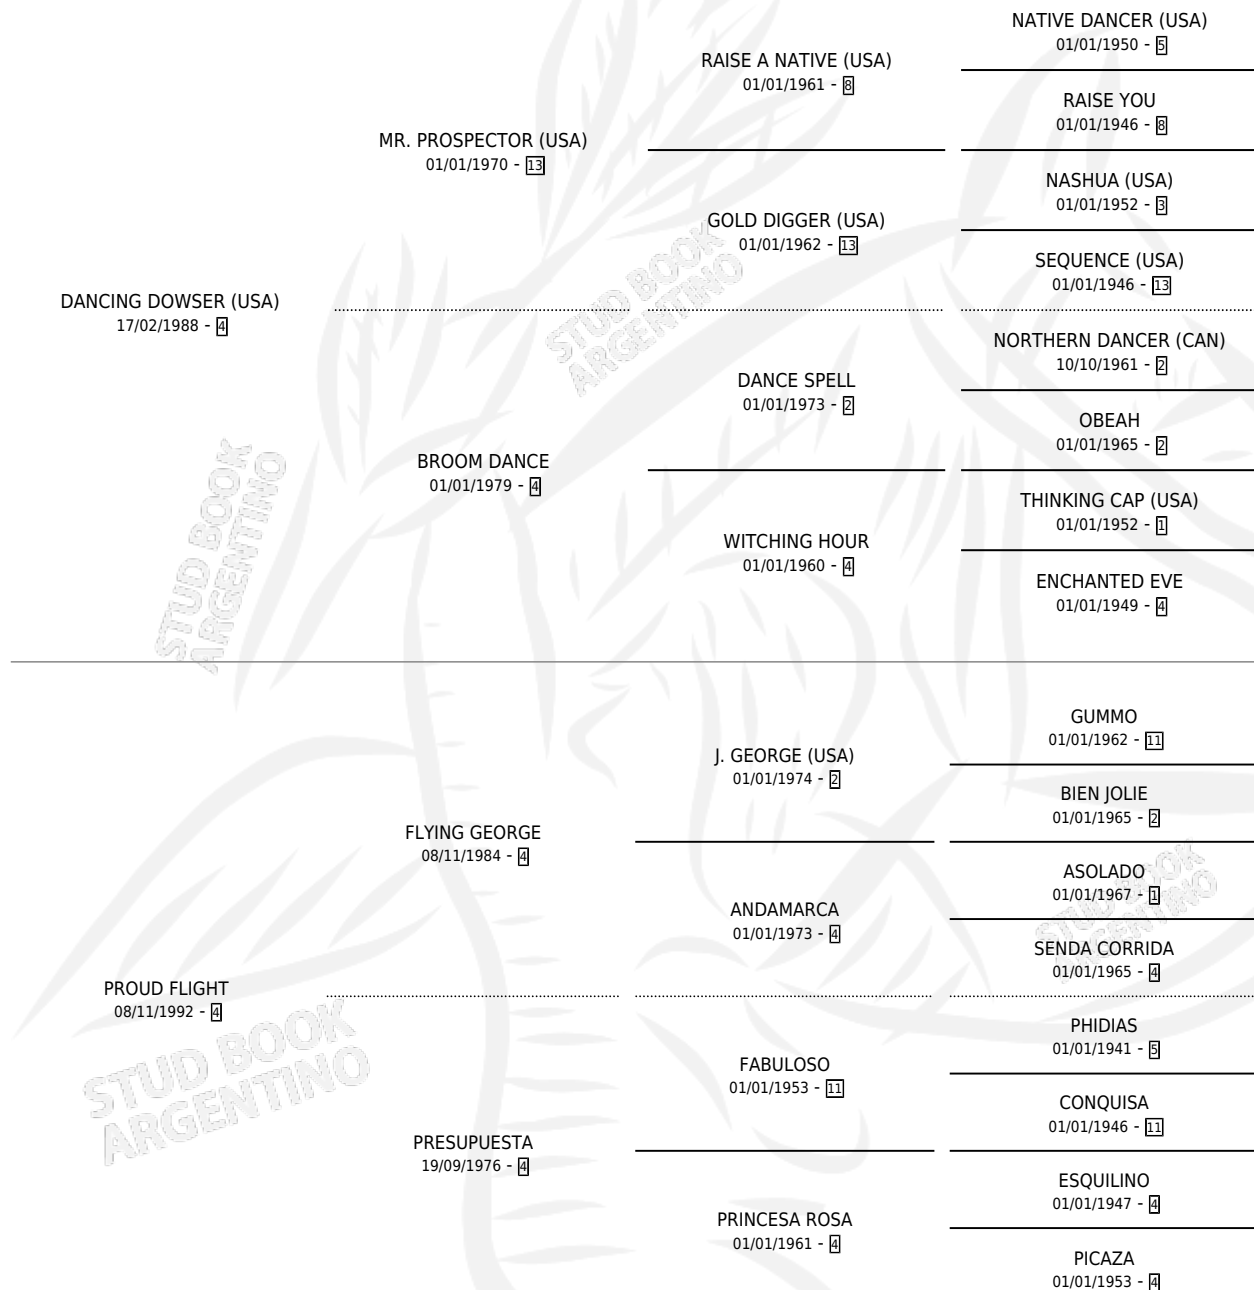 NATIVE DANCER (USA)
01/01/1950 - 5
RAISE A NATIVE (USA)
01/01/1961 - 8
RAISE YOU
01/01/1946 - 8
MR. PROSPECTOR (USA)
01/01/1970 - 13
NASHUA (USA)
01/01/1952 - 3
GOLD DIGGER (USA)
01/01/1962 - 13
SEQUENCE (USA)
01/01/1946 - 13
STUD BOOK
ARGENTINO
DANCING DOWSER (USA)
17/02/1988 - 4
NORTHERN DANCER (CAN)
10/10/1961 - 2
DANCE SPELL
01/01/1973 - 2
OBEAH
01/01/1965 - 2
BROOM DANCE
01/01/1979 - 4
THINKING CAP (USA)
01/01/1952 - 1
WITCHING HOUR
01/01/1960 - 4
ENCHANTED EVE
01/01/1949 - 4
STUD BOOK
ARGENTINO
GUMMO
01/01/1962 - 11
J. GEORGE (USA)
01/01/1974 - 2
BIEN JOLIE
01/01/1965 - 2
FLYING GEORGE
08/11/1984 - 4
ASOLADO
01/01/1967 - 1
ANDAMARCA
01/01/1973 - 4
SENDA CORRIDA
01/01/1965 - 4
STUD BOOK
ARGENTINO
PROUD FLIGHT
08/11/1992 - 4
STUD BOOK
ARGENTINO
PHIDIAS
01/01/1941 - 5
FABULOSO
01/01/1953 - 11
CONQUISA
01/01/1946 - 11
PRESUPUESTA
19/09/1976 - 4
ESQUILINO
01/01/1947 - 4
PRINCESA ROSA
01/01/1961 - 4
PICAZA
01/01/1953 - 4